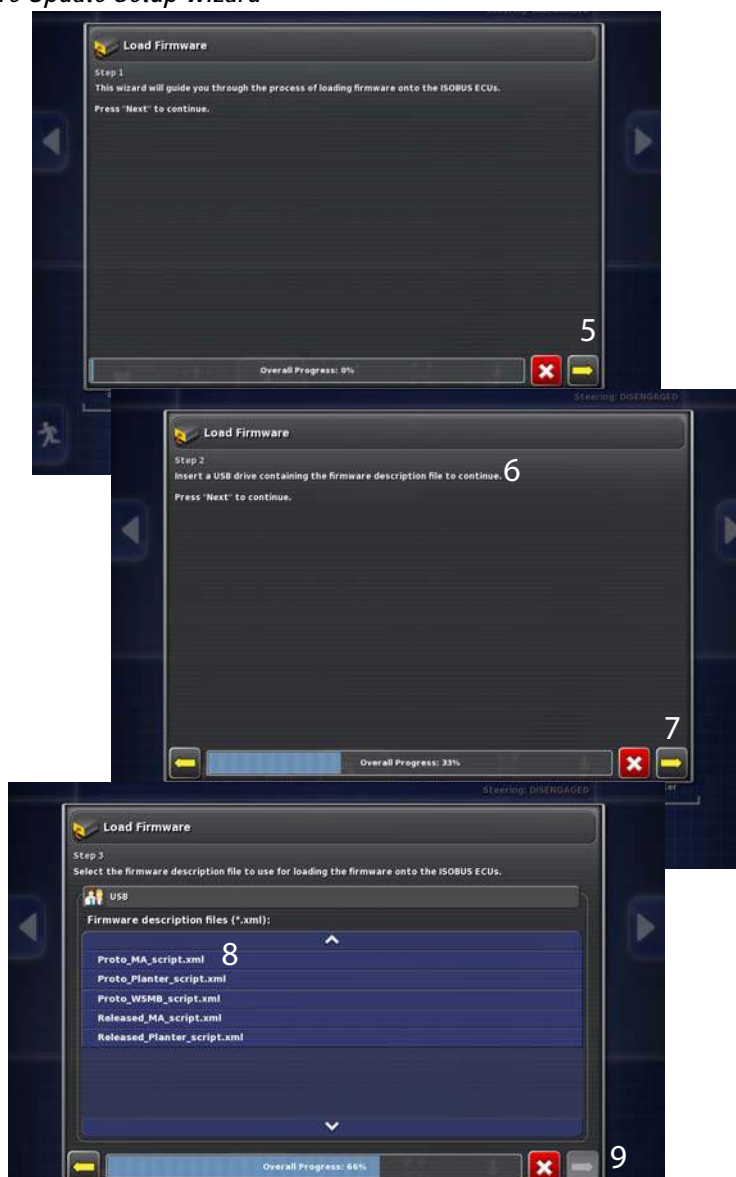 Update Setup Wizard
Load Firmware
Step 1
This wizard will guide you through the process of loading firmware onto the ISOBUS ECUs.
Press "Next" to continue.
5
Overall Progress: 0%
Steering: DISENGAGED
Load Firmware
Step 2
Insert a USB drive containing the firmware description file to continue.
6
Press "Next" to continue.
7
Overall Progress: 33%
Steering: DISENGAGED
Load Firmware
Step 3
Select the firmware description file to use for loading the firmware onto the ISOBUS ECUs.
USB
Firmware description files (*.xml):
Proto_MA_script.xml
8
Proto_Planter_script.xml
Proto_WSMB_script.xml
Released_MA_script.xml
Released_Planter_script.xml
Overall Progress: 66%
9